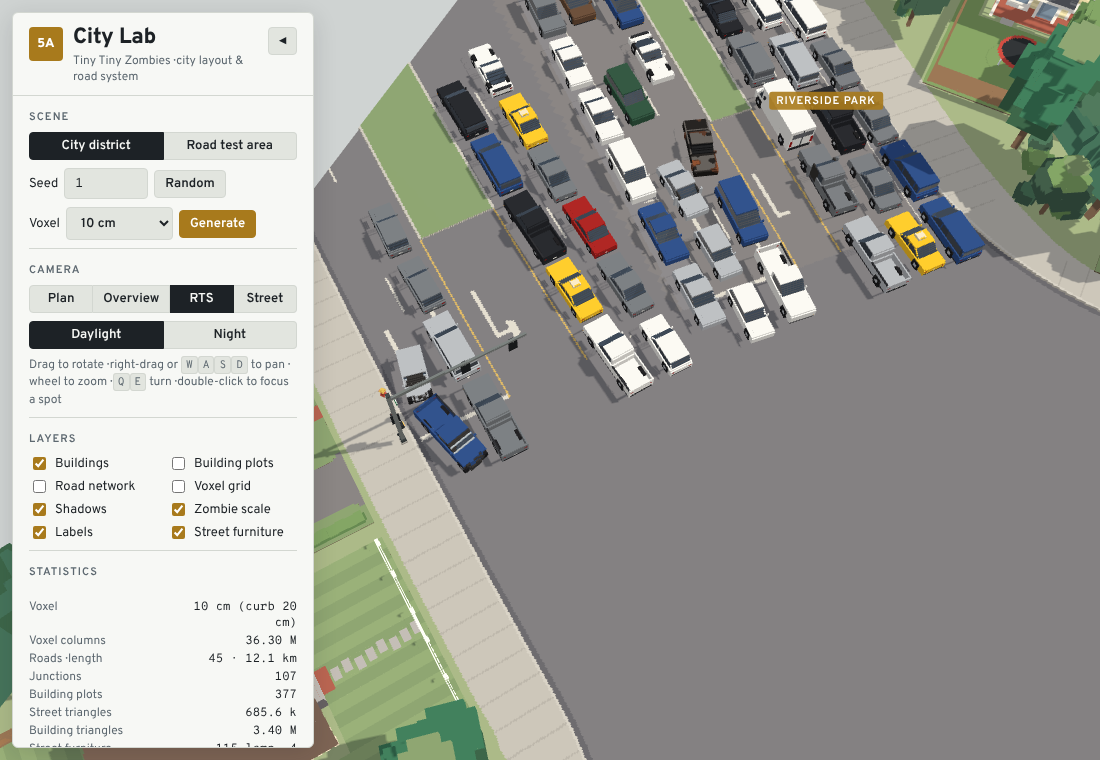 5A
City Lab
Tiny Tiny Zombies · city layout &
road system
◄
SCENE
City district
Road test area
Seed 1 Random
Voxel 10 cm Generate
CAMERA
Plan Overview RTS Street
Daylight Night
Drag to rotate · right-drag or W A S D to pan ·
wheel to zoom · Q E turn · double-click to focus
a spot
LAYERS
Buildings Building plots
Road network Voxel grid
Shadows Zombie scale
Labels Street furniture
STATISTICS
Voxel 10 cm (curb 20
cm)
Voxel columns 36.30 M
Roads · length 45 · 12.1 km
Junctions 107
Building plots 377
Street triangles 685.6 k
Building triangles 3.40 M
Street furniture
RIVERSIDE PARK